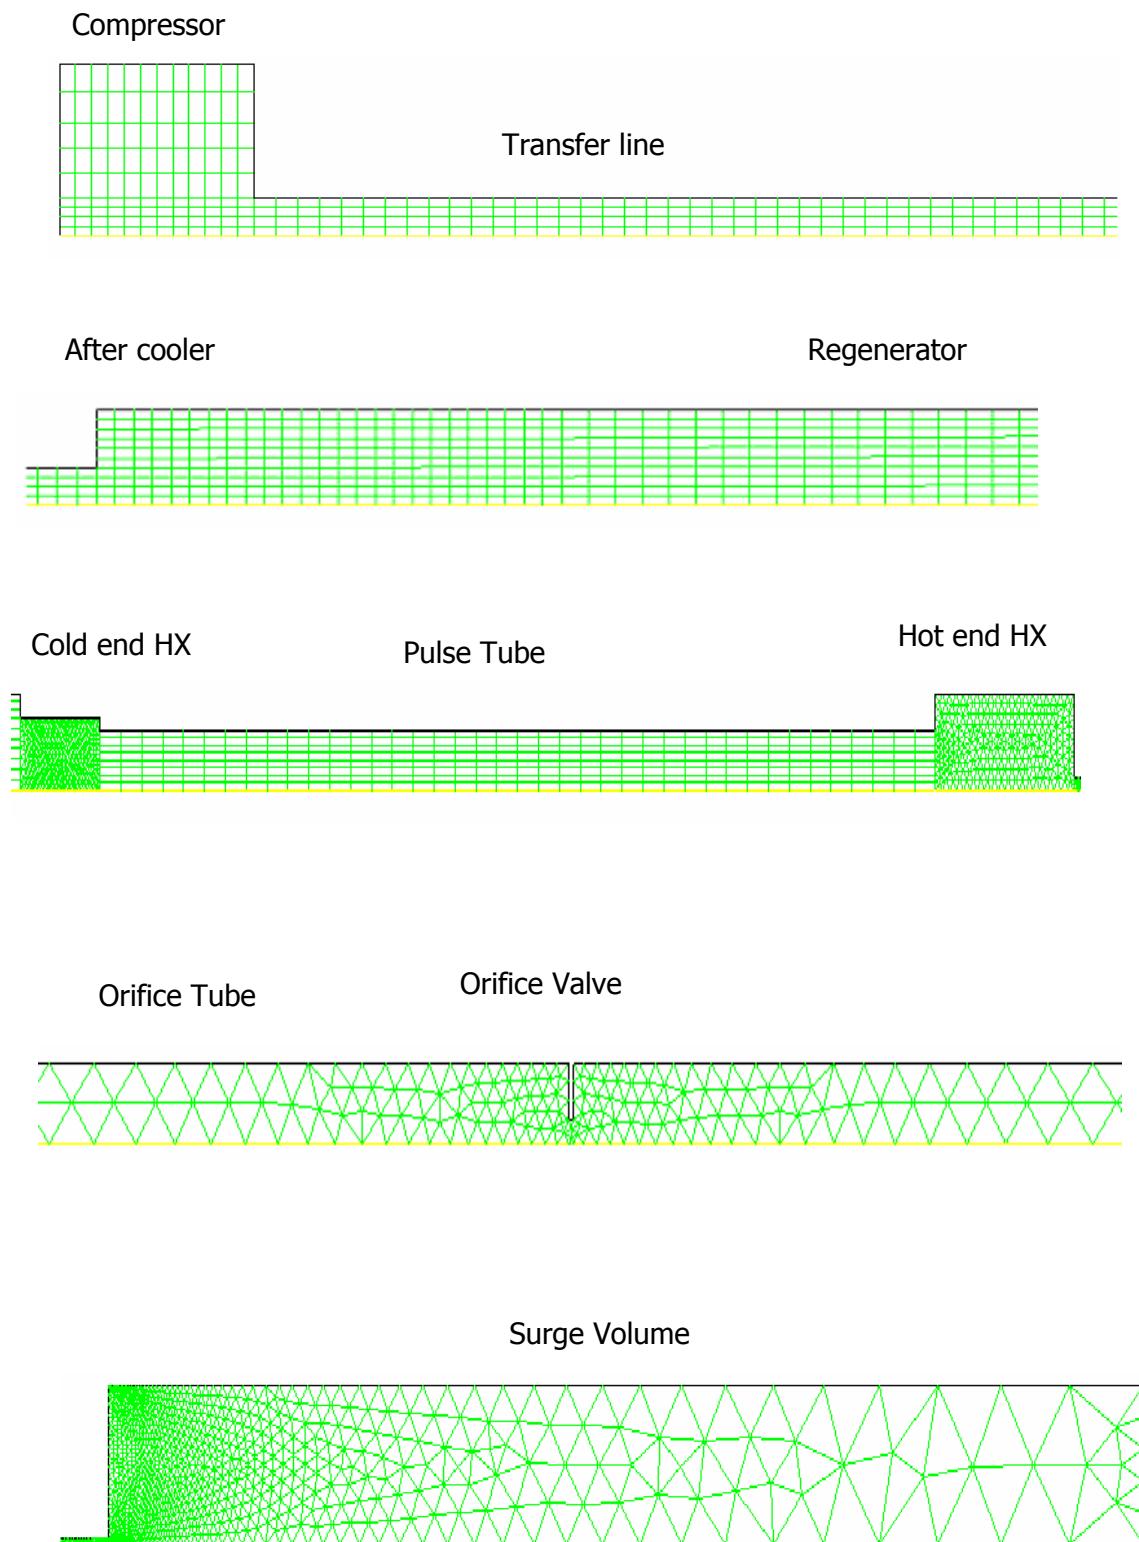 Compressor
Transfer line
After cooler
Regenerator
Cold end HX
Pulse Tube
Hot end HX
Orifice Tube
Orifice Valve
Surge Volume